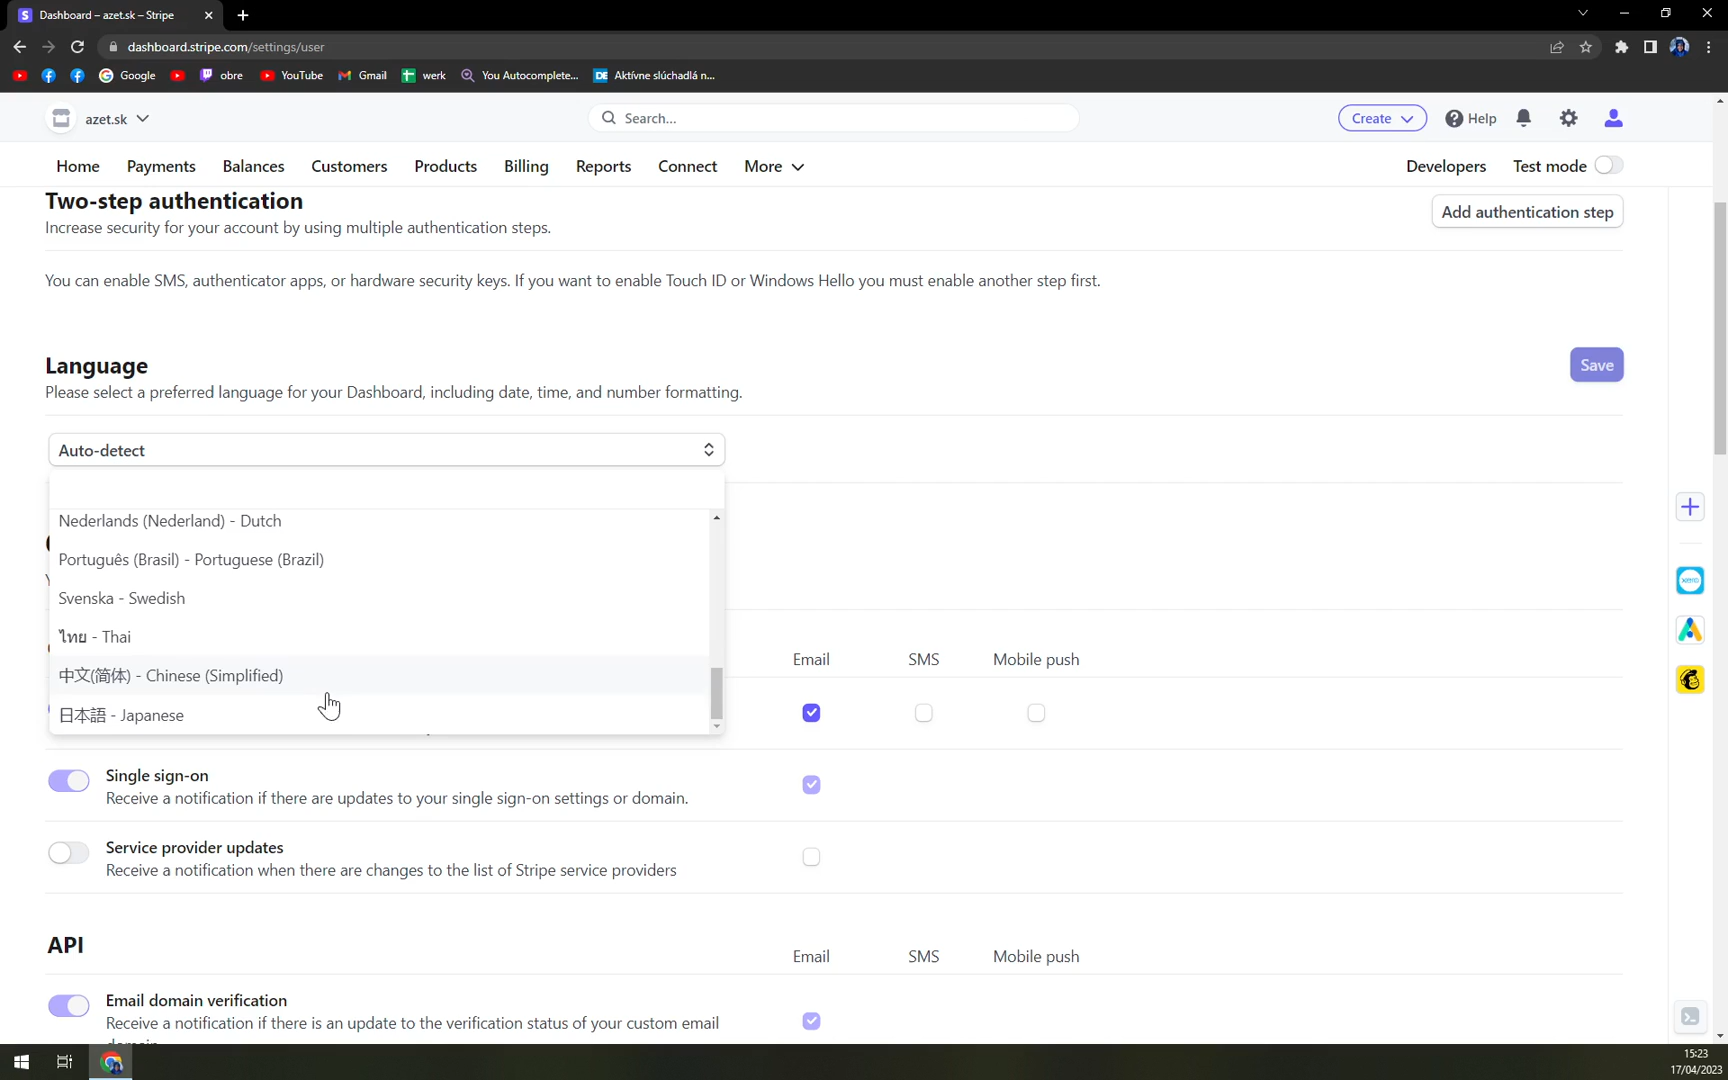 Dashboard – azet.sk – Stripe
dashboard.stripe.com/settings/user
Google
obre
YouTube
Gmail
werk
You Autocomplete...
DE Aktívne slúchadlá n...
azet.sk
Search...
Create
Help
Home
Payments
Balances
Customers
Products
Billing
Reports
Connect
More
Developers
Test mode
Two-step authentication
Add authentication step
Increase security for your account by using multiple authentication steps.
You can enable SMS, authenticator apps, or hardware security keys. If you want to enable Touch ID or Windows Hello you must enable another step first.
Language
Save
Please select a preferred language for your Dashboard, including date, time, and number formatting.
Auto-detect
Nederlands (Nederland) - Dutch
Português (Brasil) - Portuguese (Brazil)
xero
Svenska - Swedish
ไทย - Thai
Email
SMS
Mobile push
中文(简体) - Chinese (Simplified)
日本語 - Japanese
Single sign-on
Receive a notification if there are updates to your single sign-on settings or domain.
Service provider updates
Receive a notification when there are changes to the list of Stripe service providers
API
Email
SMS
Mobile push
Email domain verification
Receive a notification if there is an update to the verification status of your custom email
15:23
17/04/2023